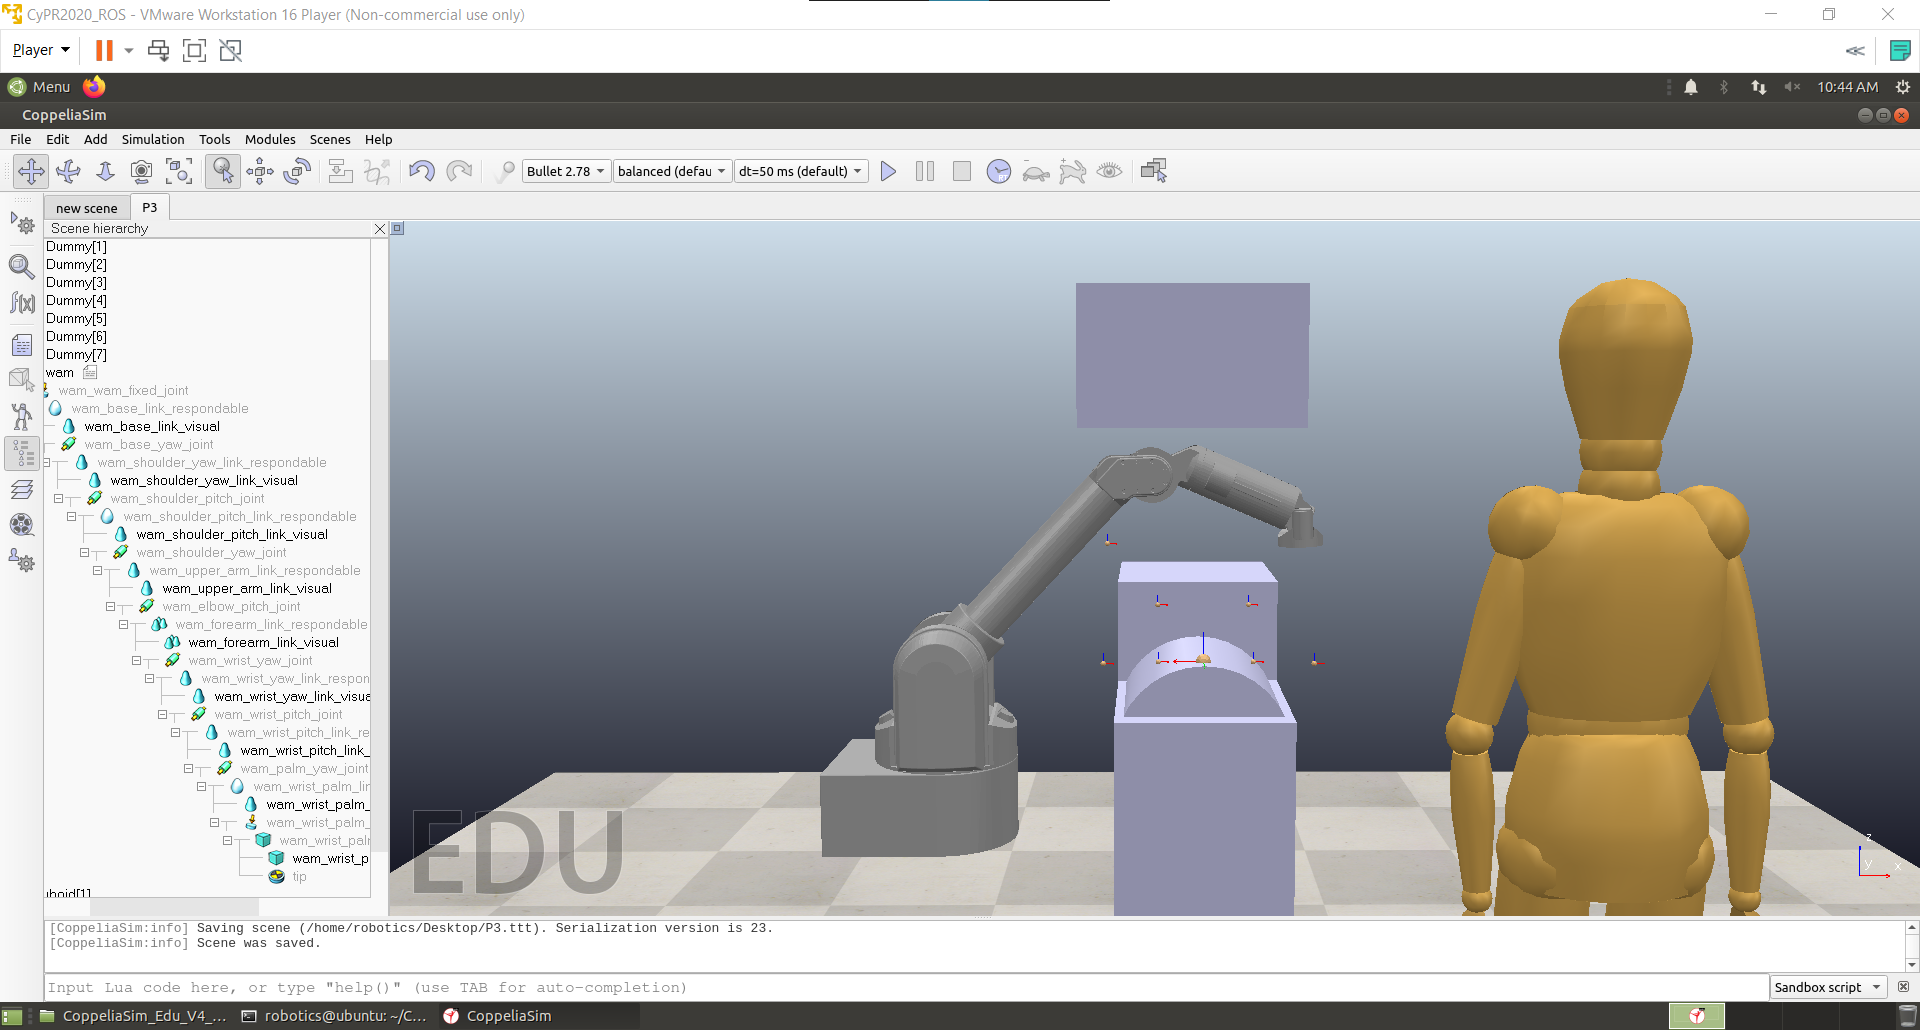 CyPR2020_ROS - VMware Workstation 16 Player (Non-commercial use only)
Player
Menu
10:44 AM
CoppeliaSim
File Edit Add Simulation Tools Modules Scenes Help
Bullet 2.78 balanced (defau dt=50 ms (default)
RT
new scene P3
Scene hierarchy
f(x)
Dummy[1]
Dummy[2]
Dummy[3]
Dummy[4]
Dummy[5]
Dummy[6]
Dummy[7]
wam
wam_wam_fixed_joint
wam_base_link_respondable
wam_base_link_visual
wam_base_yaw_joint
wam_shoulder_yaw_link_respondable
wam_shoulder_yaw_link_visual
wam_shoulder_pitch_joint
wam_shoulder_pitch_link_respondable
wam_shoulder_pitch_link_visual
wam_shoulder_yaw_joint
wam_upper_arm_link_respondable
wam_upper_arm_link_visual
wam_elbow_pitch_joint
wam_forearm_link_respondable
wam_forearm_link_visual
wam_wrist_yaw_joint
wam_wrist_yaw_link_respon
wam_wrist_yaw_link_visua
wam_wrist_pitch_joint
wam_wrist_pitch_link_re
wam_wrist_pitch_link_
wam_palm_yaw_joint
wam_wrist_palm_lin
wam_wrist_palm_
wam_wrist_palm_
wam_wrist_paln
wam_wrist_p
tip
EDU
z
y x
[CoppeliaSim:info] Saving scene (/home/robotics/Desktop/P3.ttt). Serialization version is 23.
[CoppeliaSim:info] Scene was saved.
Input Lua code here, or type "help()" (use TAB for auto-completion)
Sandbox script
CoppeliaSim_Edu_V4_... robotics@ubuntu: ~/C... CoppeliaSim